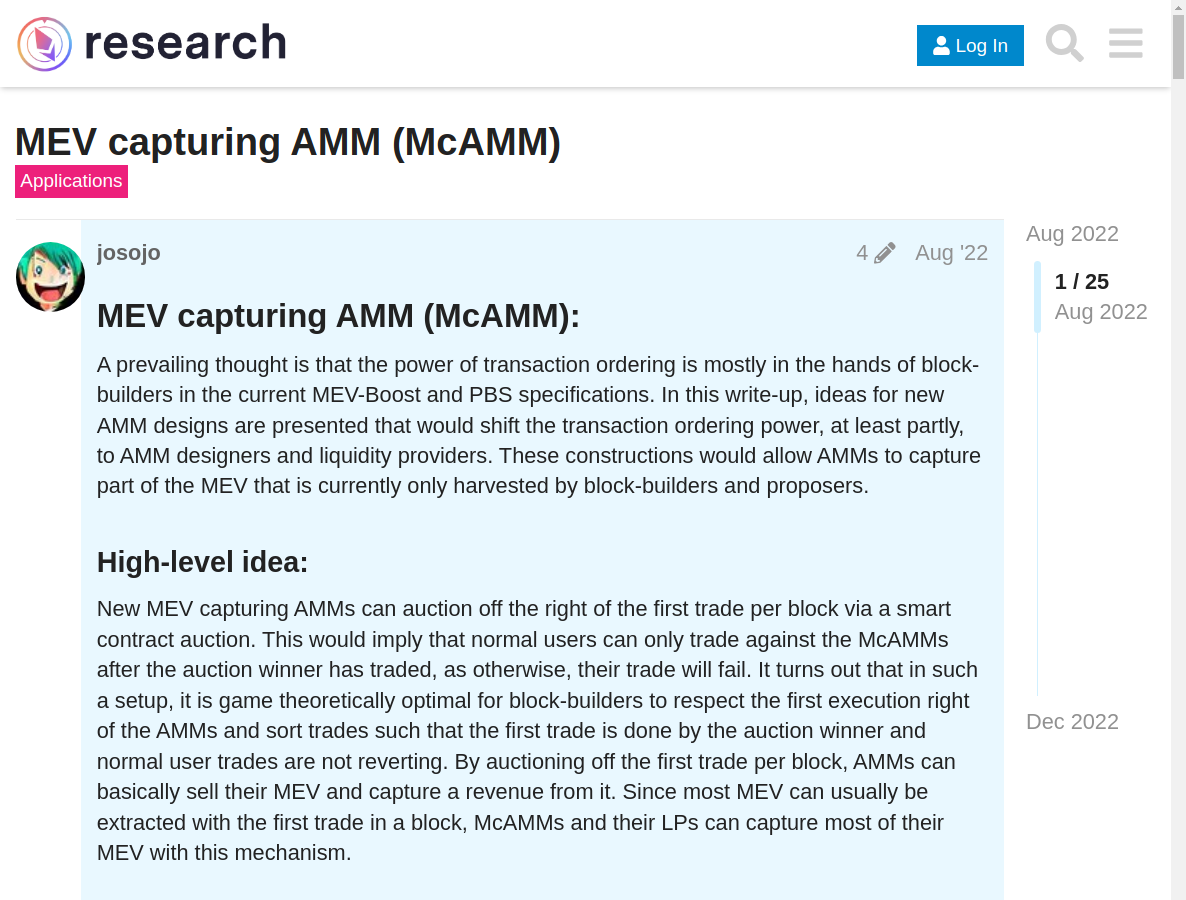 research
Log In
MEV capturing AMM (McAMM)
Applications
josojo
4
Aug '22
Aug 2022
1 / 25
Aug 2022
MEV capturing AMM (McAMM):
A prevailing thought is that the power of transaction ordering is mostly in the hands of block-
builders in the current MEV-Boost and PBS specifications. In this write-up, ideas for new
AMM designs are presented that would shift the transaction ordering power, at least partly,
to AMM designers and liquidity providers. These constructions would allow AMMs to capture
part of the MEV that is currently only harvested by block-builders and proposers.
High-level idea:
New MEV capturing AMMs can auction off the right of the first trade per block via a smart
contract auction. This would imply that normal users can only trade against the McAMMs
after the auction winner has traded, as otherwise, their trade will fail. It turns out that in such
a setup, it is game theoretically optimal for block-builders to respect the first execution right
of the AMMs and sort trades such that the first trade is done by the auction winner and
normal user trades are not reverting. By auctioning off the first trade per block, AMMs can
basically sell their MEV and capture a revenue from it. Since most MEV can usually be
extracted with the first trade in a block, McAMMs and their LPs can capture most of their
MEV with this mechanism.
Dec 2022